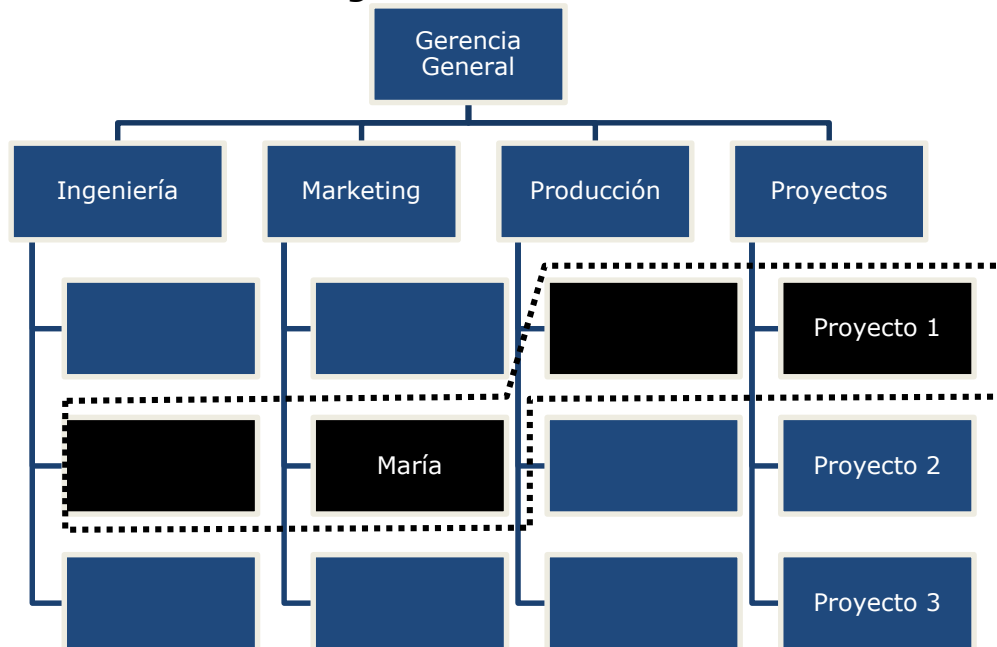 Gerencia
General
Ingeniería
Marketing
Producción
Proyectos
Proyecto 1
María
Proyecto 2
Proyecto 3